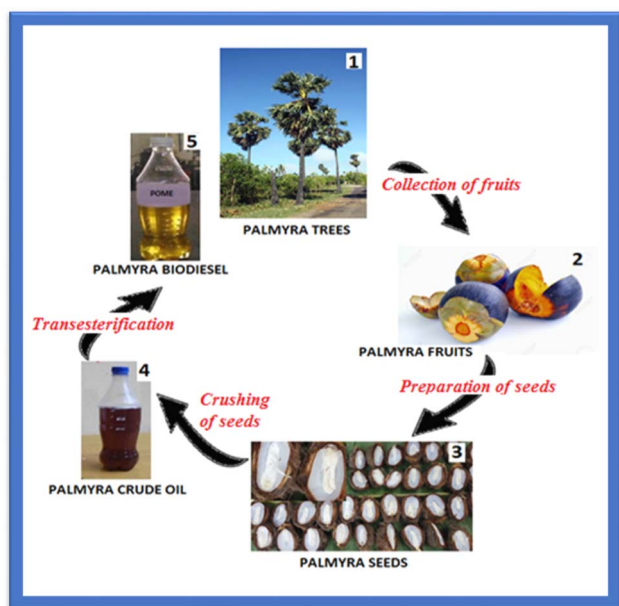 1
PALMYRA TREES
Collection of fruits
2
PALMYRA FRUITS
Preparation of seeds
3
PALMYRA SEEDS
Crushing
of seeds
4
PALMYRA CRUDE OIL
Transesterification
5
POME
PALMYRA BIODIESEL